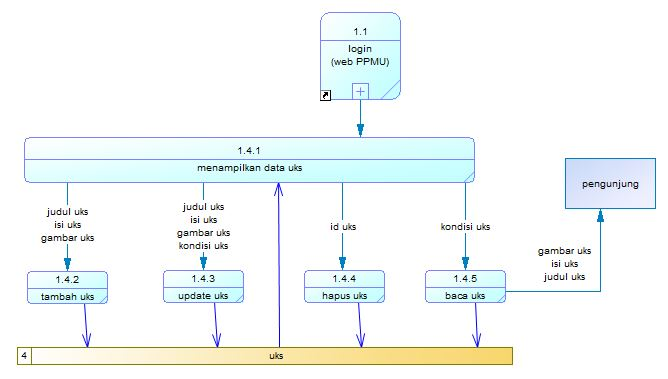 1.1
login
(web PPMU)
1.4.1
menampilkan data uks
judul uks
isi uks
gambar uks
judul uks
isi uks
gambar uks
kondisi uks
id uks
kondisi uks
pengunjung
gambar uks
isi uks
judul uks
1.4.2
tambah uks
1.4.3
update uks
1.4.4
hapus uks
1.4.5
baca uks
4
uks